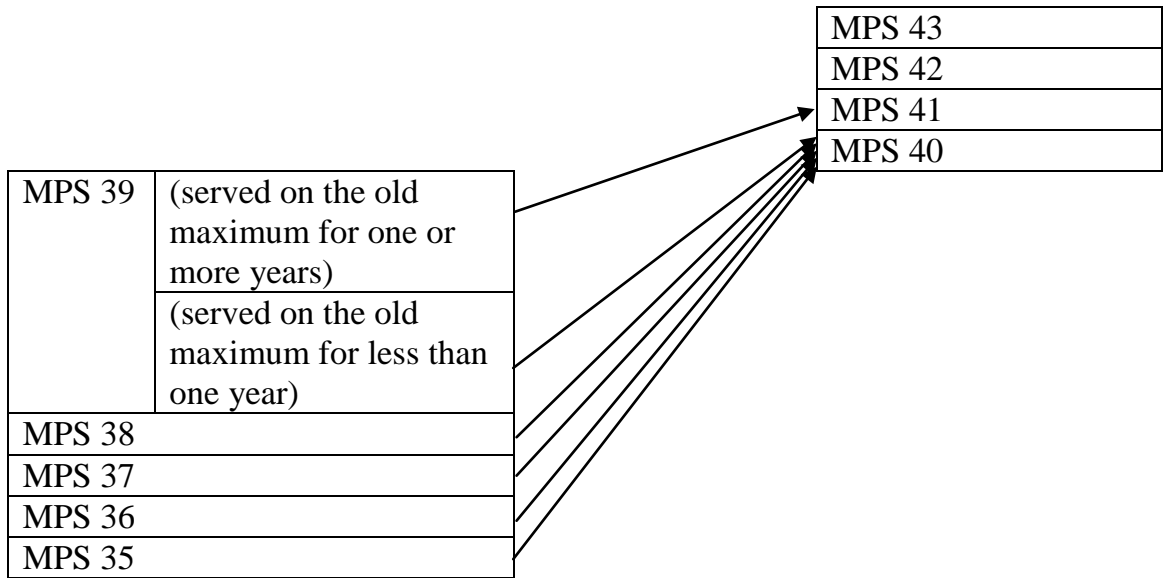 MPS 43
MPS 42
MPS 41
MPS 40
MPS 39 (served on the old
maximum for one or
more years)
(served on the old
maximum for less than
one year)
MPS 38
MPS 37
MPS 36
MPS 35